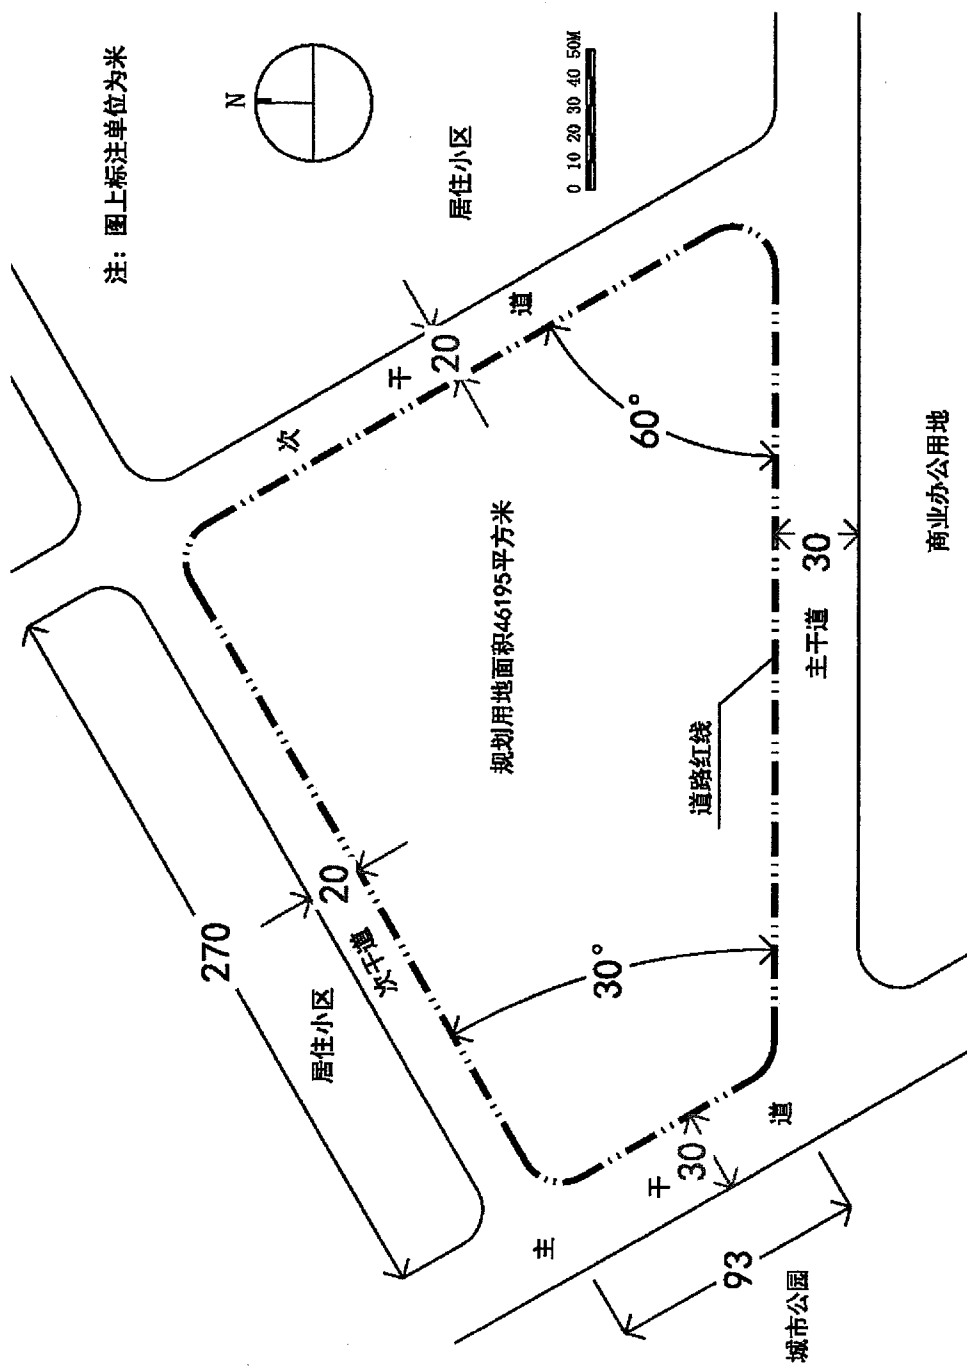 注：图上标注单位为米
N
居住小区
0 10 20 30 40 50M
次干道
20
60°
规划用地面积46195平方米
270
20
次干道
居住小区
30°
道路红线
主干道
30
商业办公用地
主干道
30
93
城市公园